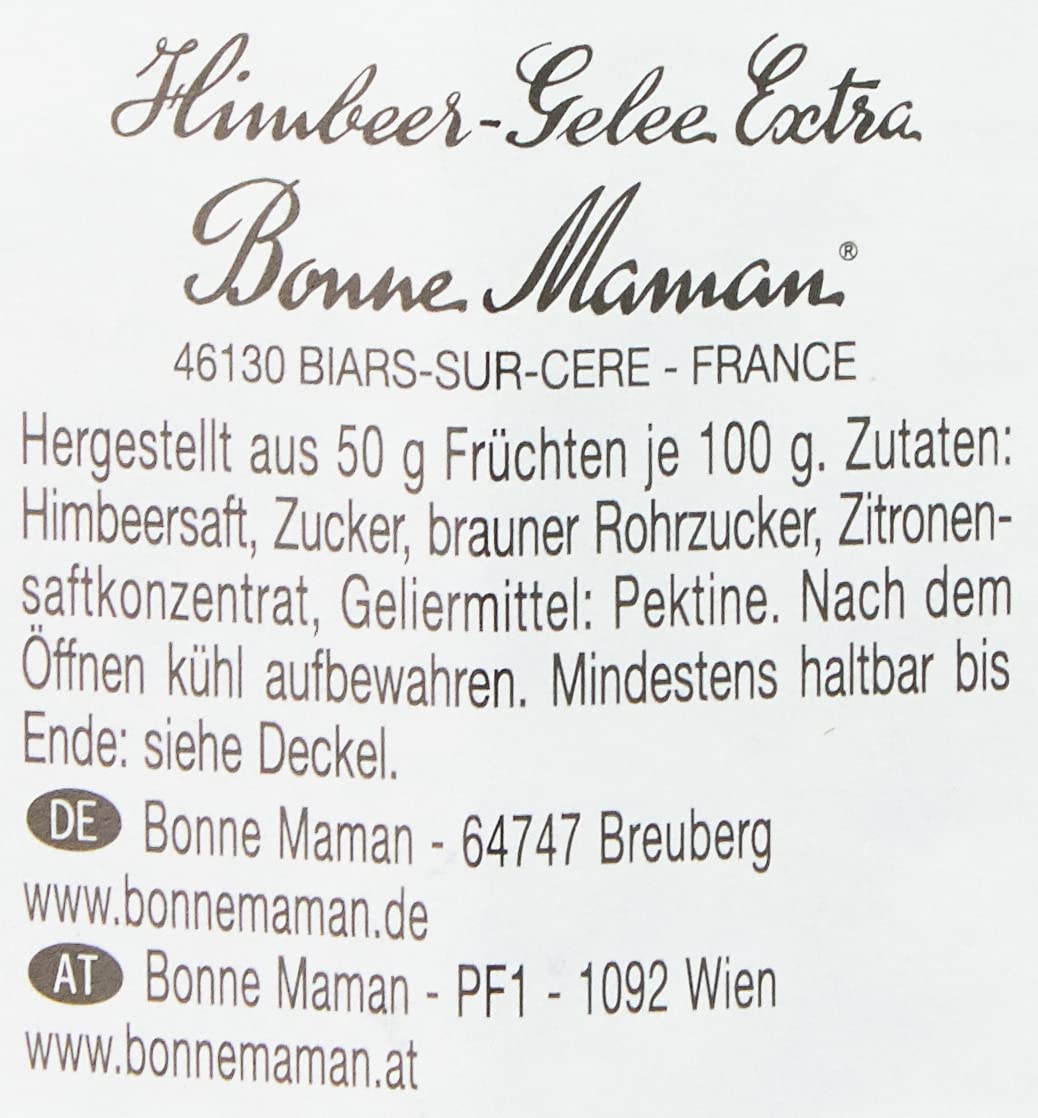 Himbeer-Gelee Extra
Bonne Maman®
46130 BIARS-SUR-CERE - FRANCE
Hergestellt aus 50 g Früchten je 100 g. Zutaten:
Himbeersaft, Zucker, brauner Rohrzucker, Zitronen-
saftkonzentrat, Geliermittel: Pektine. Nach dem
Öffnen kühl aufbewahren. Mindestens haltbar bis
Ende: siehe Deckel.
DE Bonne Maman - 64747 Breuberg
www.bonnemaman.de
AT Bonne Maman - PF1 - 1092 Wien
www.bonnemaman.at